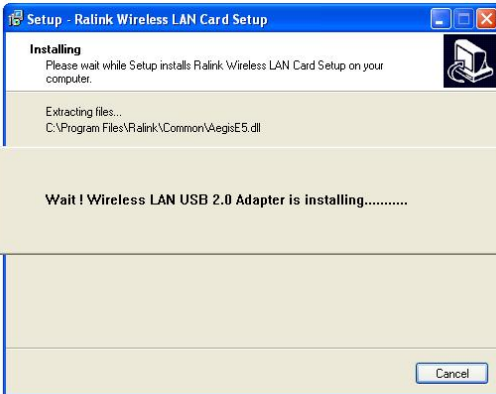 Setup - Ralink Wireless LAN Card Setup
Installing
Please wait while Setup installs Ralink Wireless LAN Card Setup on your
computer.
Extracting files...
C:\Program Files\Ralink\Common\AegisE5.dll
Wait ! Wireless LAN USB 2.0 Adapter is installing...........
Cancel